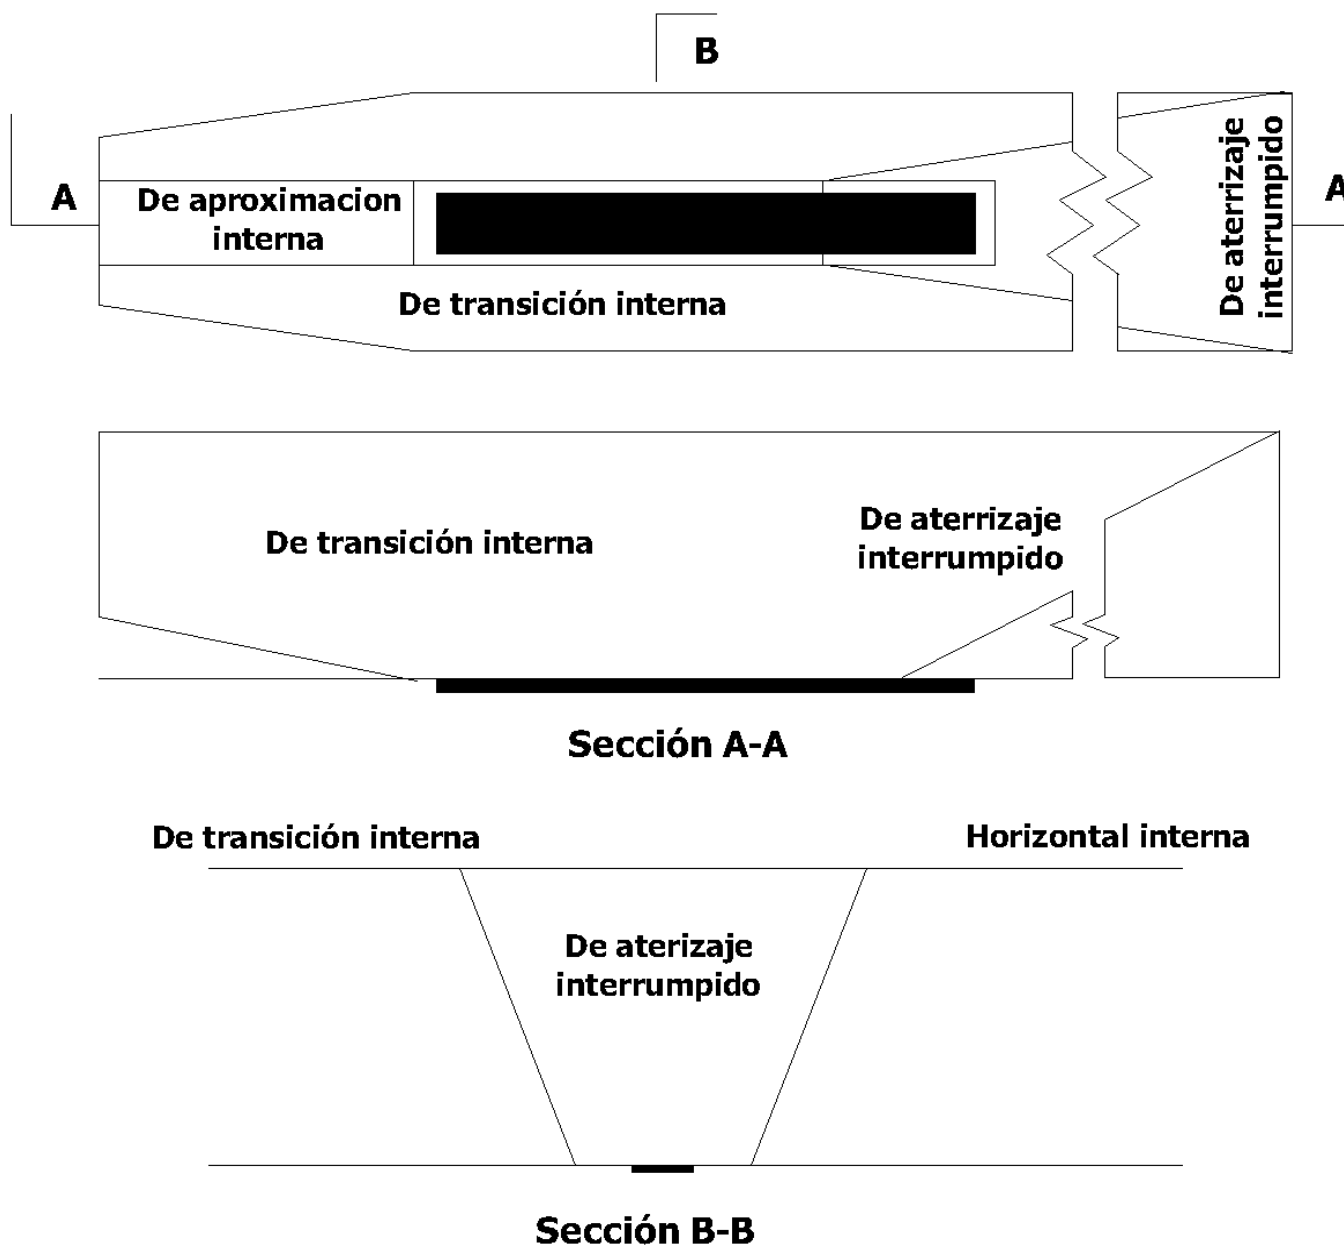 B
A
De aproximacion
interna
De aterrizaje
interrumpido
A
De transición interna
De transición interna
De aterrizaje
interrumpido
Sección A-A
De transición interna
Horizontal interna
De aterizaje
interrumpido
Sección B-B